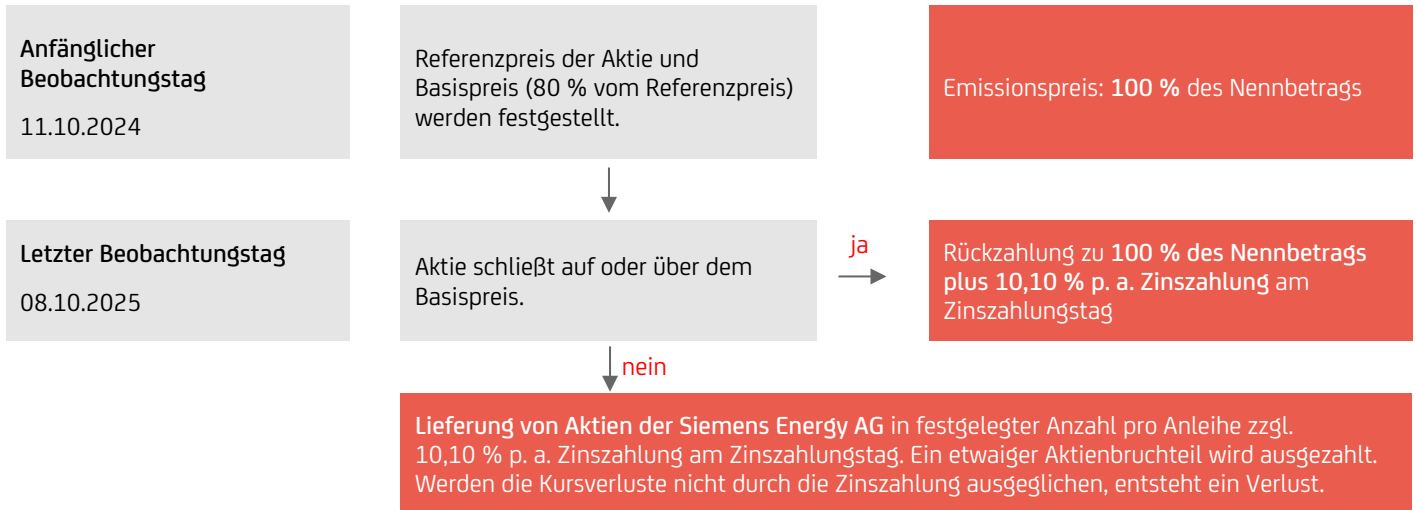 Anfänglicher
Beobachtungstag
11.10.2024
Referenzpreis der Aktie und
Basispreis (80 % vom Referenzpreis)
werden festgestellt.
Emissionspreis: 100 % des Nennbetrags
Letzter Beobachtungstag
08.10.2025
Aktie schließt auf oder über dem
Basispreis.
ja
Rückzahlung zu 100 % des Nennbetrags
plus 10,10 % p. a. Zinszahlung am
Zinszahlungstag
nein
Lieferung von Aktien der Siemens Energy AG in festgelegter Anzahl pro Anleihe zzgl.
10,10 % p. a. Zinszahlung am Zinszahlungstag. Ein etwaiger Aktienbruchteil wird ausgezahlt.
Werden die Kursverluste nicht durch die Zinszahlung ausgeglichen, entsteht ein Verlust.